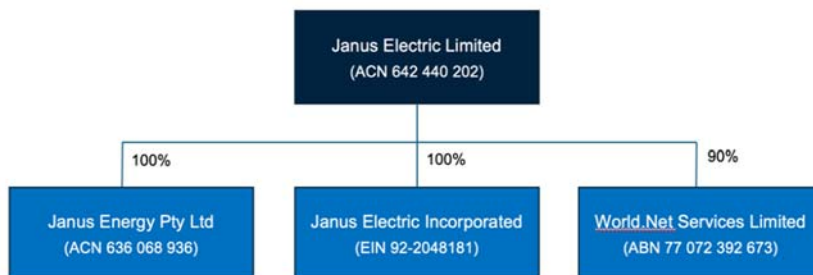 Janus Electric Limited
(ACN 642 440 202)
100%
100%
90%
Janus Energy Pty Ltd
(ACN 636 068 936)
Janus Electric Incorporated
(EIN 92-2048181)
World.Net Services Limited
(ABN 77 072 392 673)